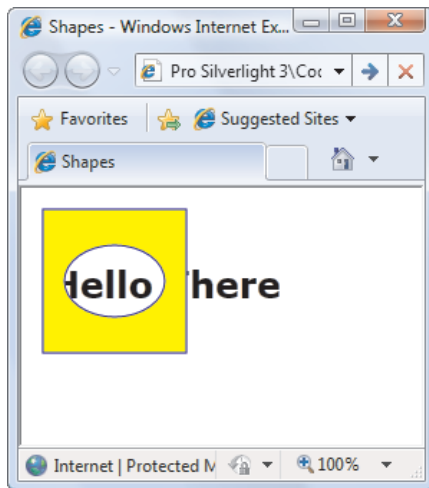 Shapes - Windows Internet Ex...
Pro Silverlight 3\Coc
Favorites Suggested Sites
Shapes
Hello There
Internet | Protected M 100%